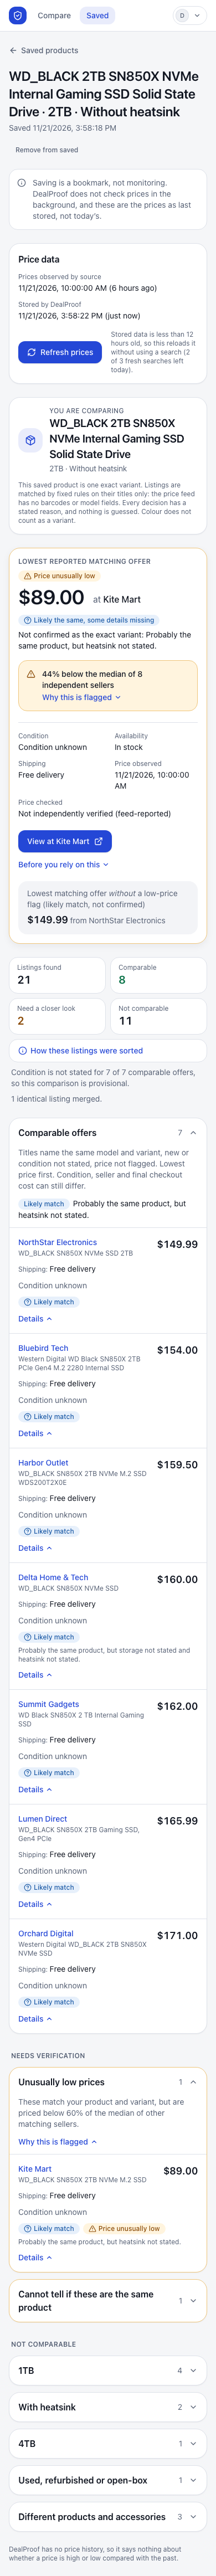 Compare Saved D
Saved products
WD_BLACK 2TB SN850X NVMe
Internal Gaming SSD Solid State
Drive · 2TB · Without heatsink
Saved 11/21/2026, 3:58:18 PM
Remove from saved
Saving is a bookmark, not monitoring.
DealProof does not check prices in the
background, and these are the prices as last
stored, not today's.
Price data
Prices observed by source
11/21/2026, 10:00:00 AM (6 hours ago)
Stored by DealProof
11/21/2026, 3:58:22 PM (just now)
Refresh prices
Stored data is less than 12
hours old, so this reloads it
without using a search (2
of 3 fresh searches left
today).
YOU ARE COMPARING
WD_BLACK 2TB SN850X
NVMe Internal Gaming SSD
Solid State Drive
2TB · Without heatsink
This saved product is one exact variant. Listings are
matched by fixed rules on their titles only: the price feed
has no barcodes or model fields. Every decision has a
stated reason, and nothing is guessed. Colour does not
count as a variant.
LOWEST REPORTED MATCHING OFFER
Price unusually low
$89.00 at Kite Mart
Likely the same, some details missing
Not confirmed as the exact variant: Probably the
same product, but heatsink not stated.
44% below the median of 8
independent sellers
Why this is flagged
Condition
Condition unknown
Availability
In stock
Shipping
Free delivery
Price observed
11/21/2026, 10:00:00
AM
Price checked
Not independently verified (feed-reported)
View at Kite Mart
Before you rely on this
Lowest matching offer without a low-price
flag (likely match, not confirmed)
$149.99 from NorthStar Electronics
Listings found
21
Comparable
8
Need a closer look
2
Not comparable
11
How these listings were sorted
Condition is not stated for 7 of 7 comparable offers,
so this comparison is provisional.
1 identical listing merged.
Comparable offers 7
Titles name the same model and variant, new or
condition not stated, price not flagged. Lowest
price first. Condition, seller and final checkout
cost can still differ.
Likely match Probably the same product, but
heatsink not stated.
NorthStar Electronics $149.99
WD_BLACK SN850X NVMe SSD 2TB
Shipping: Free delivery
Condition unknown
Likely match
Details
Bluebird Tech $154.00
Western Digital WD Black SN850X 2TB
PCIe Gen4 M.2 2280 Internal SSD
Shipping: Free delivery
Condition unknown
Likely match
Details
Harbor Outlet $159.50
WD_BLACK SN850X 2TB NVMe M.2 SSD
WDS200T2X0E
Shipping: Free delivery
Condition unknown
Likely match
Details
Delta Home & Tech $160.00
WD_BLACK SN850X NVMe SSD
Shipping: Free delivery
Condition unknown
Likely match
Probably the same product, but storage not stated and
heatsink not stated.
Details
Summit Gadgets $162.00
WD Black SN850X 2 TB Internal Gaming
SSD
Shipping: Free delivery
Condition unknown
Likely match
Details
Lumen Direct $165.99
WD_BLACK SN850X 2TB Gaming SSD,
Gen4 PCIe
Shipping: Free delivery
Condition unknown
Likely match
Details
Orchard Digital $171.00
Western Digital WD_BLACK 2TB SN850X
NVMe SSD
Shipping: Free delivery
Condition unknown
Likely match
Details
NEEDS VERIFICATION
Unusually low prices 1
These match your product and variant, but are
priced below 60% of the median of other
matching sellers.
Why this is flagged
Kite Mart $89.00
WD_BLACK SN850X 2TB NVMe M.2 SSD
Shipping: Free delivery
Condition unknown
Likely match Price unusually low
Probably the same product, but heatsink not stated.
Details
Cannot tell if these are the same
product 1
NOT COMPARABLE
1TB 4
With heatsink 2
4TB 1
Used, refurbished or open-box 1
Different products and accessories 3
DealProof has no price history, so it says nothing about
whether a price is high or low compared with the past.